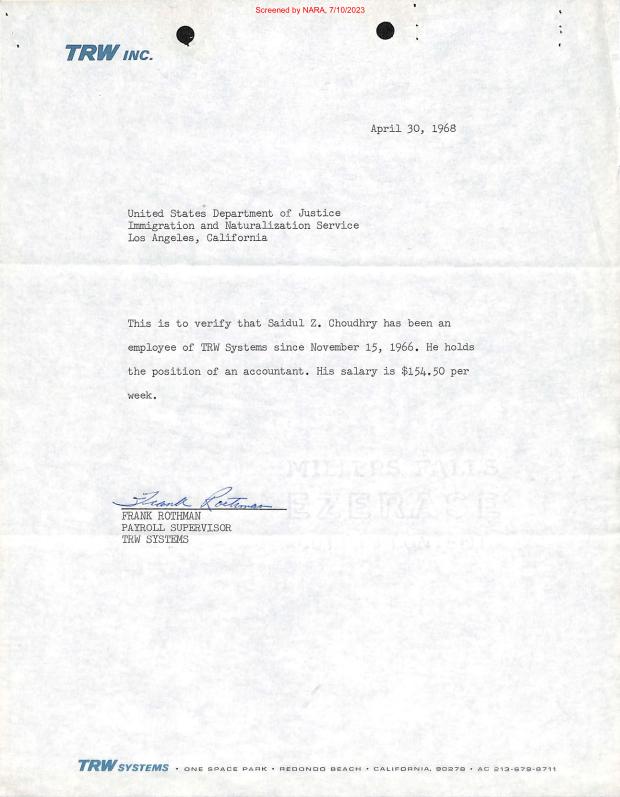 Screened by NARA, 7/10/2023
TRW INC.
April 30, 1968
United States Department of Justice
Immigration and Naturalization Service
Los Angeles, California
This is to verify that Saidul Z. Choudhry has been an
employee of TRW Systems since November 15, 1966. He holds
the position of an accountant. His salary is $154.50 per
week.
Frank Rothman
FRANK ROTHMAN
PAYROLL SUPERVISOR
TRW SYSTEMS
MILLERS FALLS
TRW SYSTEMS • ONE SPACE PARK • REDONDO BEACH • CALIFORNIA, 90278 • AC 213-679-8711